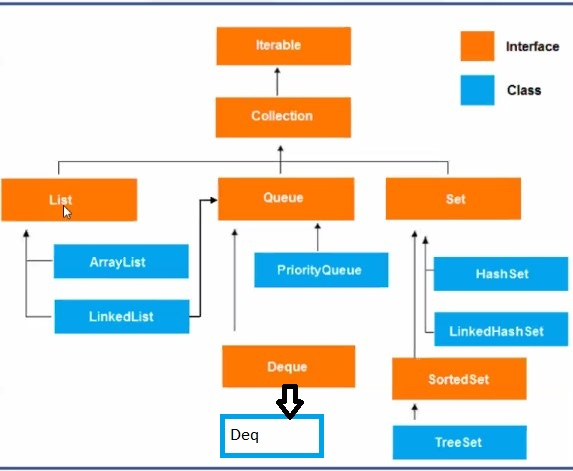 Iterable
Interface
Class
Collection
List
Queue
Set
ArrayList
PriorityQueue
HashSet
LinkedList
LinkedHashSet
Deque
SortedSet
Deq
TreeSet